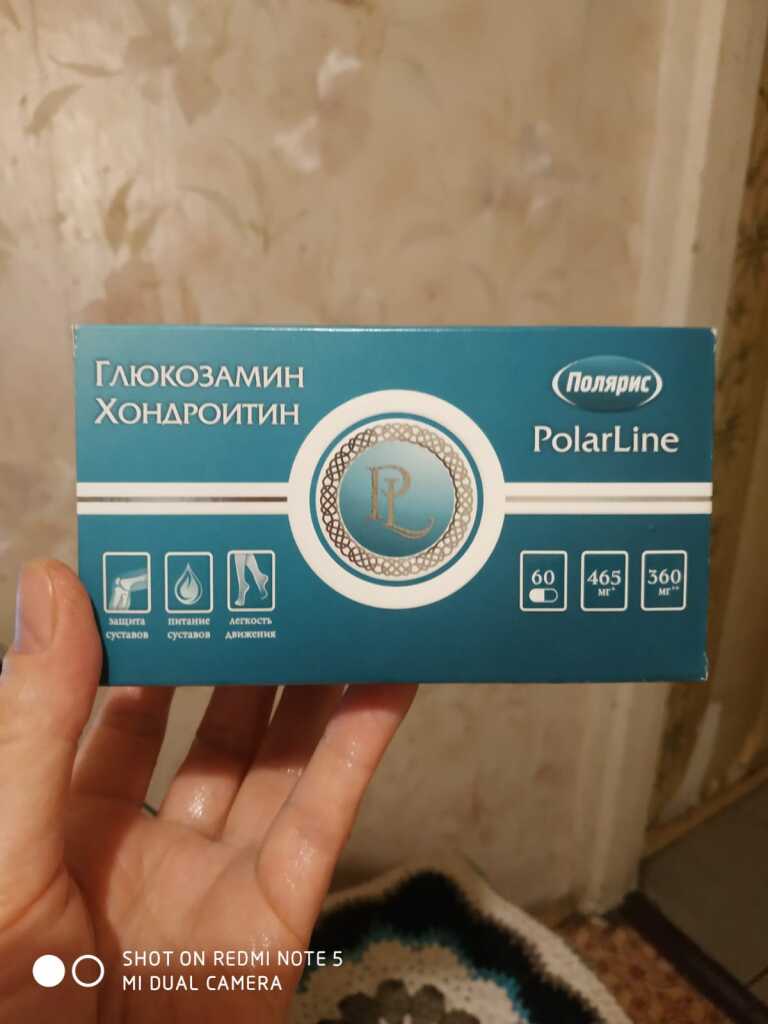 Глюкозамин
Хондроитин
Полярис
PolarLine
PL
защита
суставов
питание
суставов
легкость
движения
60
465
мг*
360
мг**
SHOT ON REDMI NOTE 5
MI DUAL CAMERA